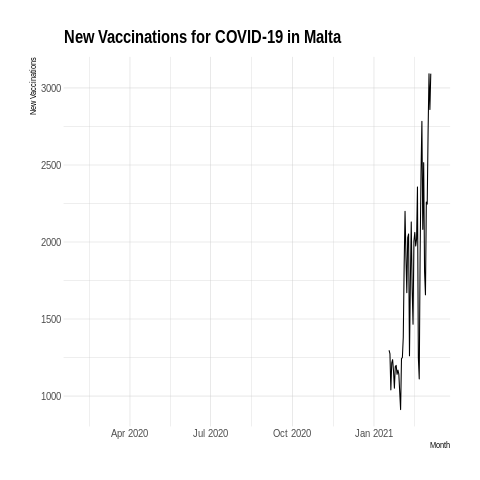 New Vaccinations for COVID-19 in Malta
New Vaccinations
3000
2500
2000
1500
1000
Apr 2020
Jul 2020
Oct 2020
Jan 2021
Month